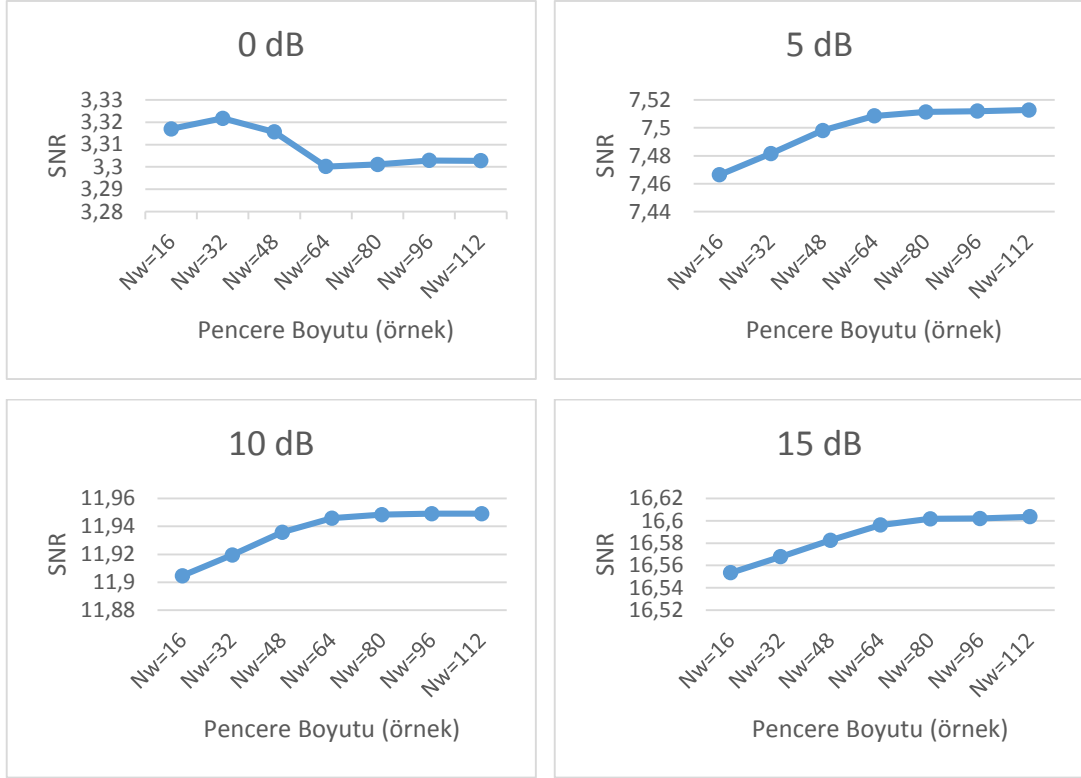 0 dB
SNR
3,33
3,32
3,31
3,3
3,29
3,28
Nw=16
Nw=32
Nw=48
Nw=64
Nw=80
Nw=96
Nw=112
Pencere Boyutu (örnek)
5 dB
SNR
7,52
7,5
7,48
7,46
7,44
Nw=16
Nw=32
Nw=48
Nw=64
Nw=80
Nw=96
Nw=112
Pencere Boyutu (örnek)
10 dB
SNR
11,96
11,94
11,92
11,9
11,88
Nw=16
Nw=32
Nw=48
Nw=64
Nw=80
Nw=96
Nw=112
Pencere Boyutu (örnek)
15 dB
SNR
16,62
16,6
16,58
16,56
16,54
16,52
Nw=16
Nw=32
Nw=48
Nw=64
Nw=80
Nw=96
Nw=112
Pencere Boyutu (örnek)